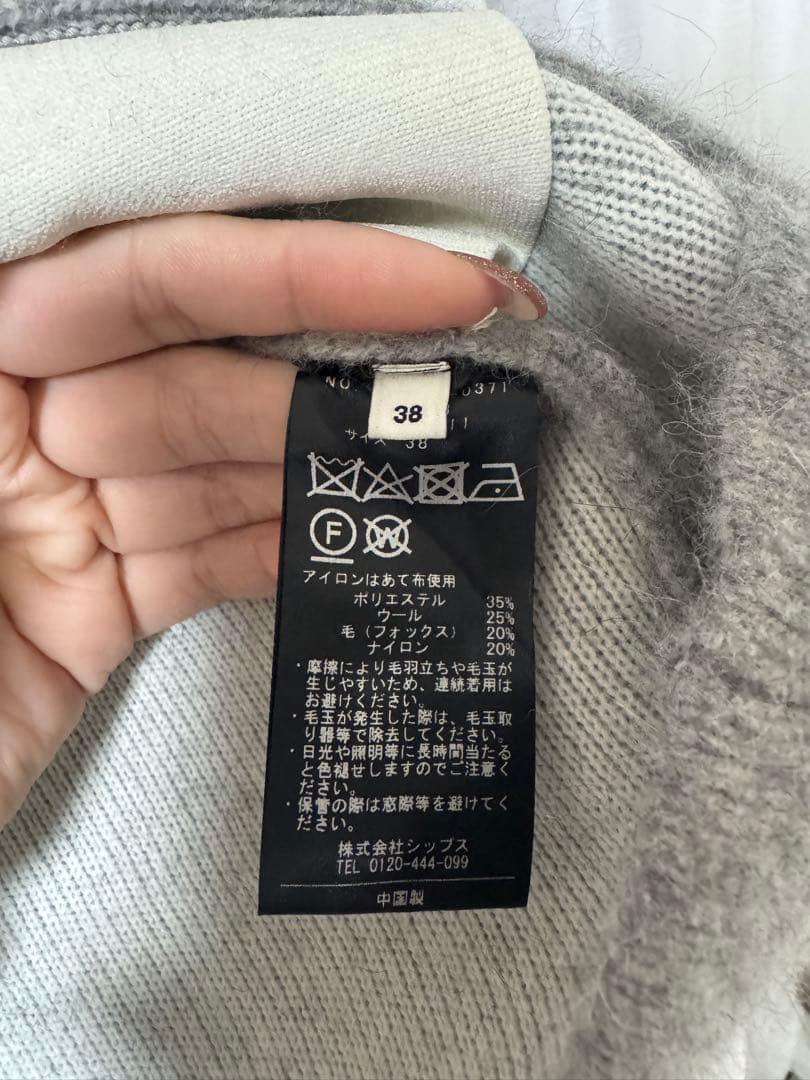 NO
0371
38
11
サイズ 38
F
W
アイロンはあて布使用
ポリエステル 35%
ウール 25%
毛（フォックス） 20%
ナイロン 20%
・摩擦により毛羽立ちや毛玉が
生じやすいため、連続着用は
お避けください。
・毛玉が発生した際は、毛玉取
り器等で除去してください。
・日光や照明等に長時間当たる
と色褪せしますのでご注意く
ださい。
・保管の際は窓際等を避けてく
ださい。
株式会社シップス
TEL 0120-444-099
中国製